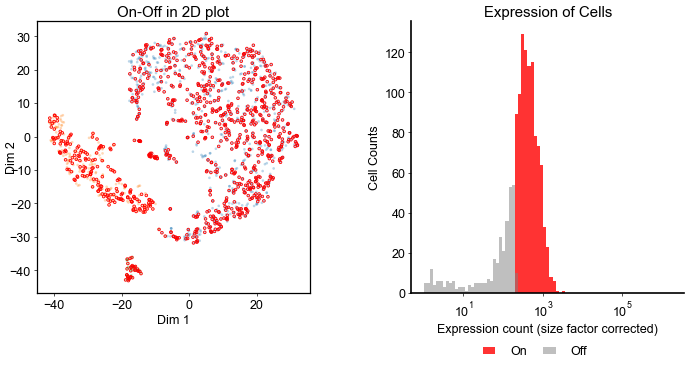 On-Off in 2D plot
Expression of Cells
30
20
10
0
−10
−20
−30
−40
Dim 2
−40
−20
0
20
Dim 1
120
100
80
60
40
20
0
Cell Counts
10^1
10^3
10^5
Expression count (size factor corrected)
On
Off